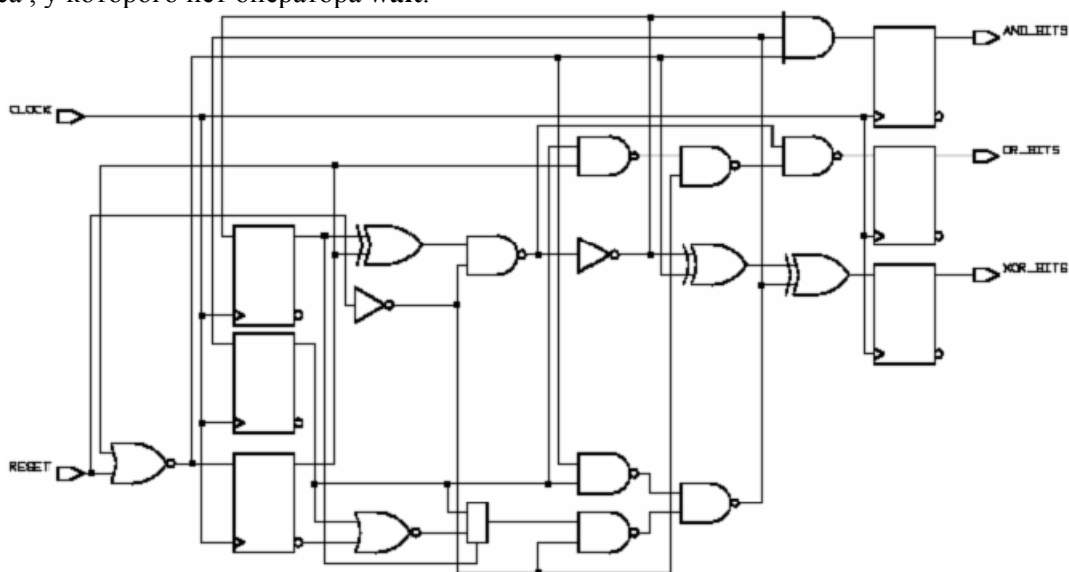 у которого нет оператора wait.
AND_BITS
CLOCK
OR_BITS
XOR_BITS
RESET